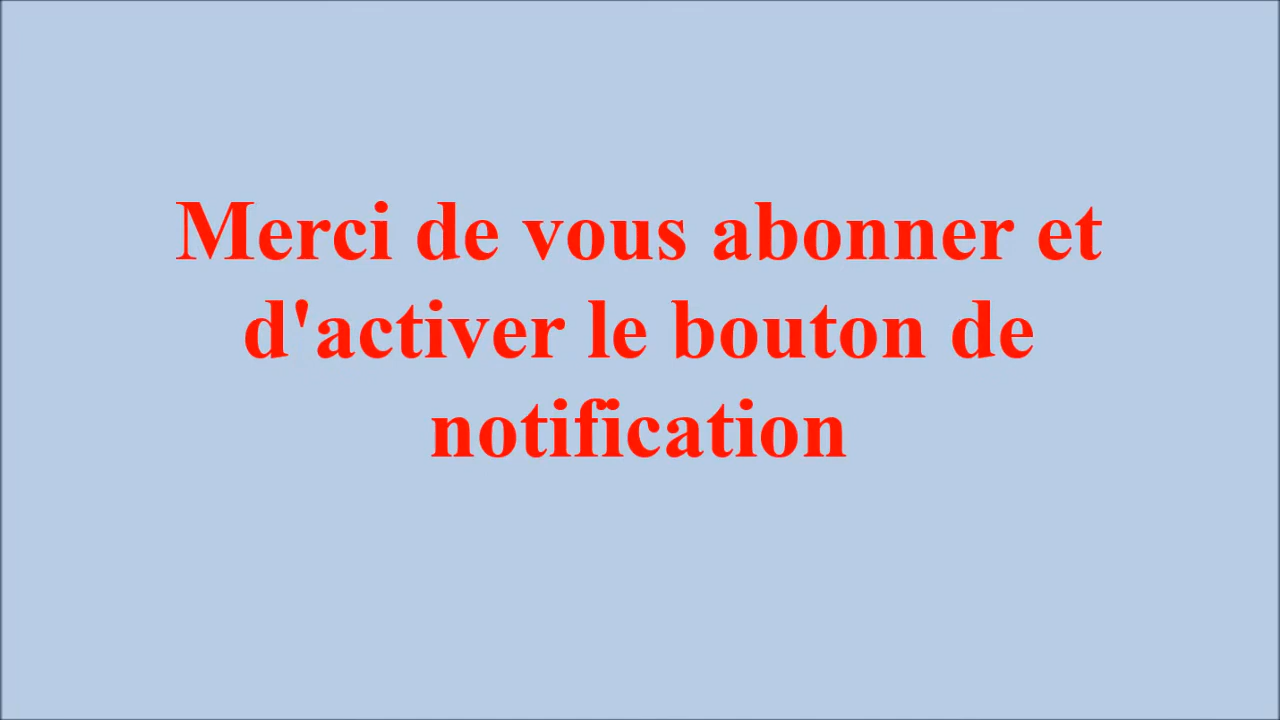 Merci de vous abonner et
d'activer le bouton de
notification